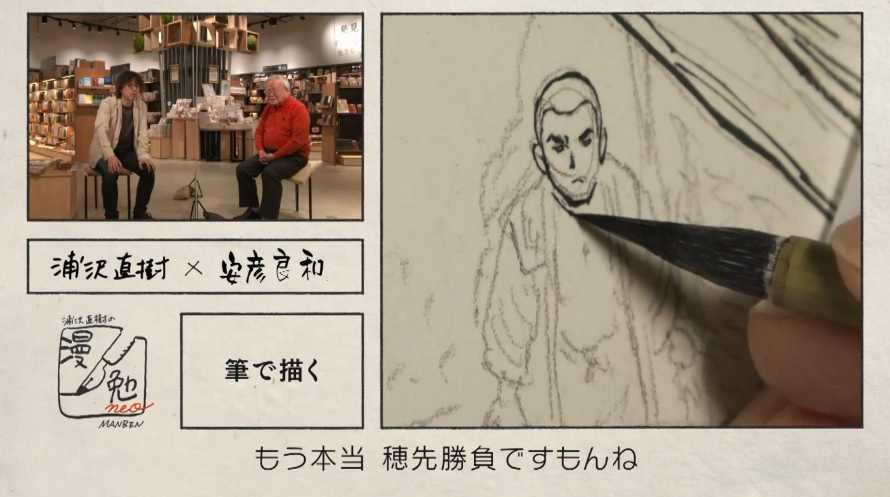 浦沢直樹 × 安彦良和
浦沢直樹の
漫
勉
neo
MANBEN
筆で描く
もう本当 穂先勝負ですもんね